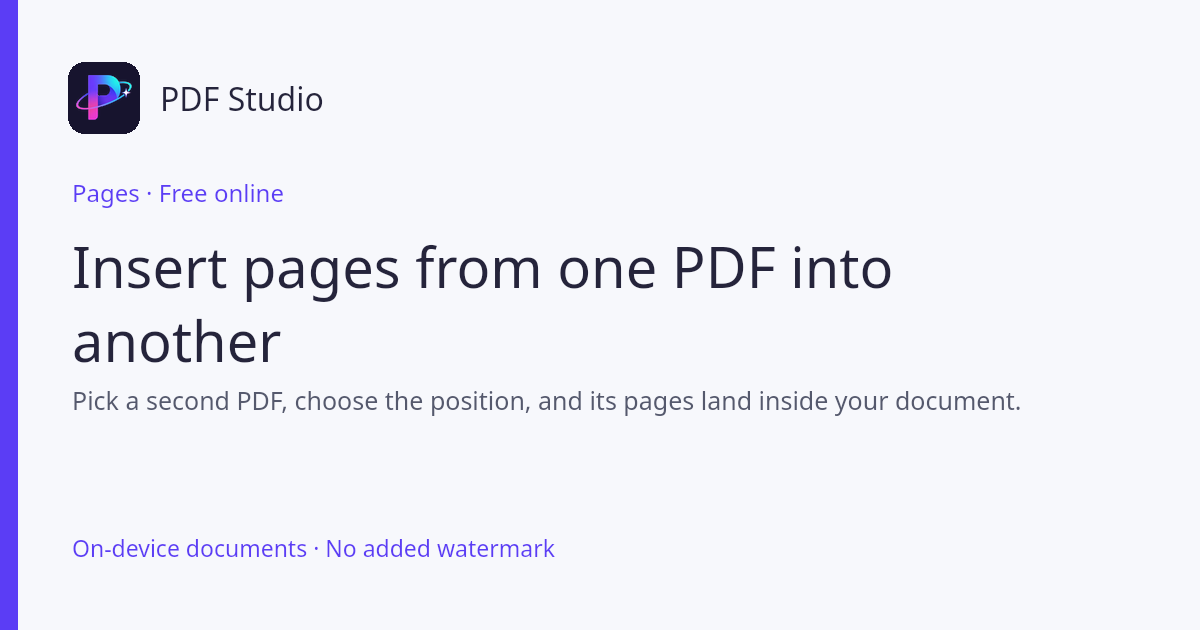 PDF Studio
Pages · Free online
Insert pages from one PDF into
another
Pick a second PDF, choose the position, and its pages land inside your document.
On-device documents · No added watermark